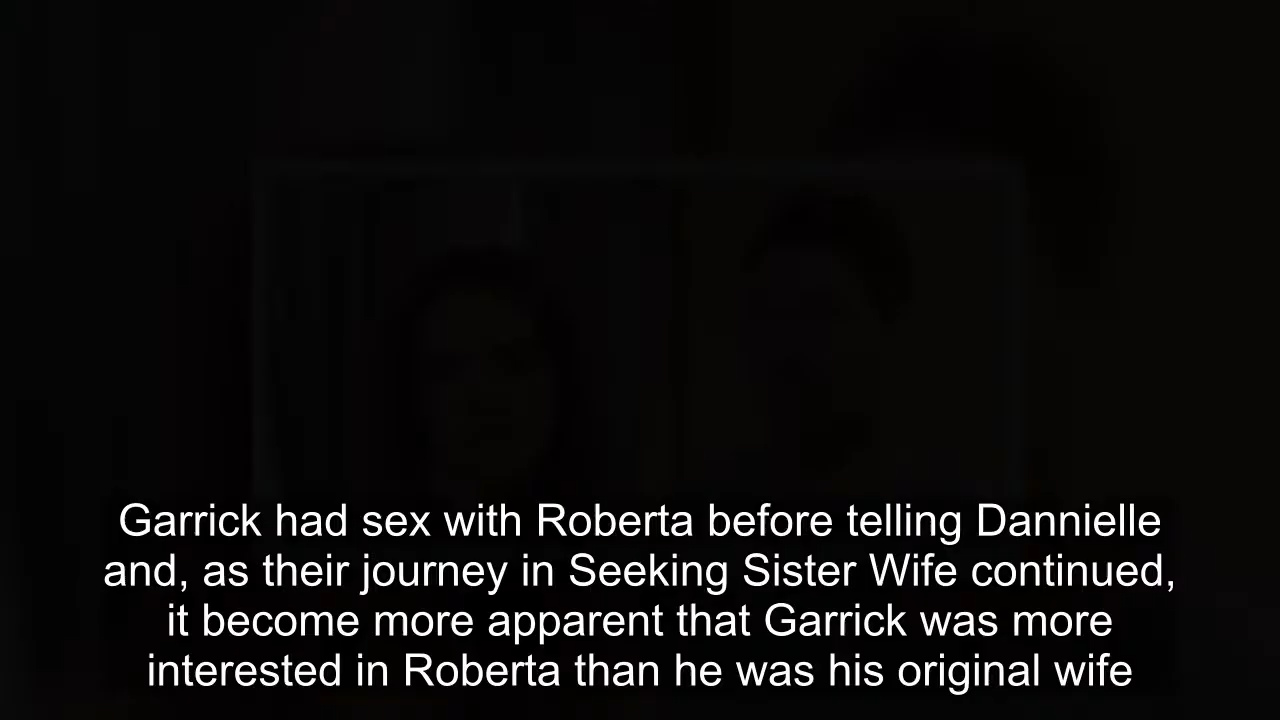 Garrick had sex with Roberta before telling Dannielle
and, as their journey in Seeking Sister Wife continued,
it become more apparent that Garrick was more
interested in Roberta than he was his original wife